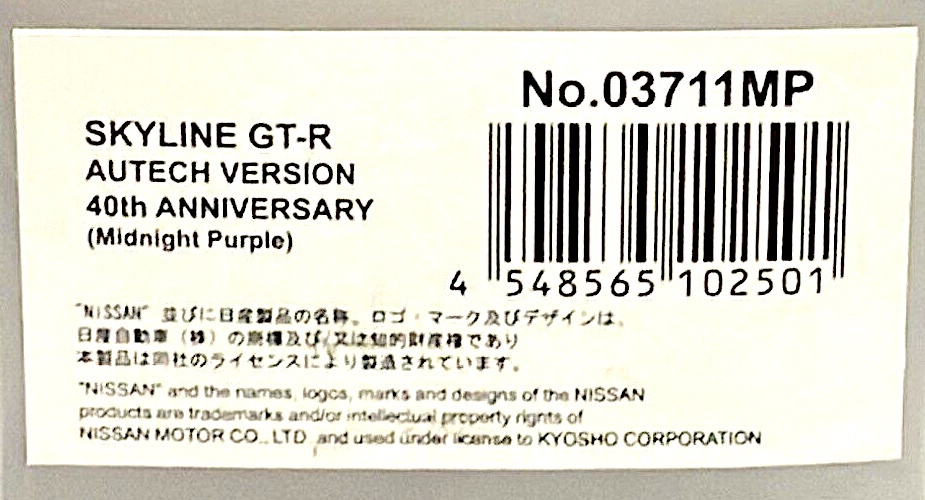 No.03711MP
SKYLINE GT-R
AUTECH VERSION
40th ANNIVERSARY
(Midnight Purple)
4 548565 102501
"NISSAN" 並びに日産製品の名称、ロゴ・マーク及びデザインは、
日産自動車（株）の商標及び/又は知的財産権であり
本製品は同社のライセンスにより製造されています。
"NISSAN" and the names, logos, marks and designs of the NISSAN
products are trademarks and/or intellectual property rights of
NISSAN MOTOR CO., LTD. and used under license to KYOSHO CORPORATION